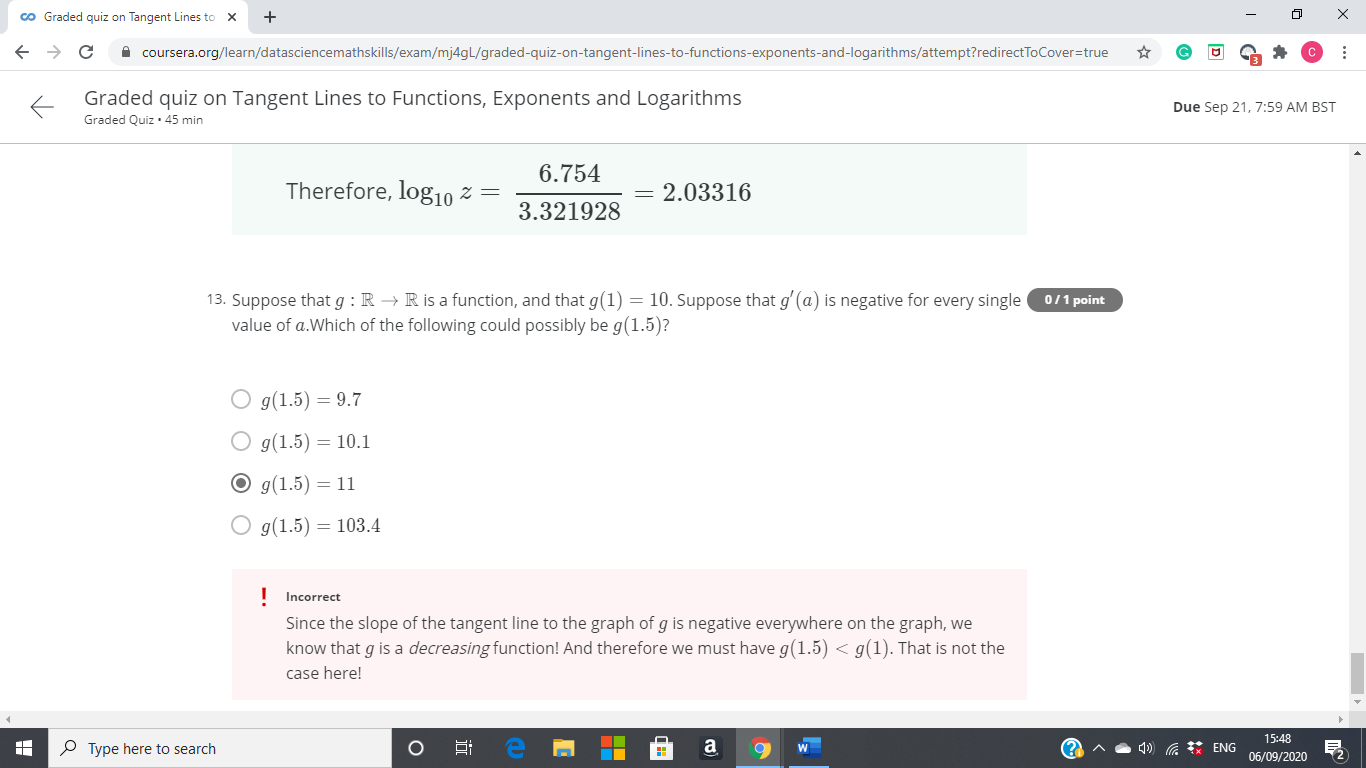 Graded quiz on Tangent Lines to
coursera.org/learn/datasciencemathskills/exam/mj4gL/graded-quiz-on-tangent-lines-to-functions-exponents-and-logarithms/attempt?redirectToCover=true
3
C
Graded quiz on Tangent Lines to Functions, Exponents and Logarithms
Graded Quiz • 45 min
Due Sep 21, 7:59 AM BST
Therefore, log₁₀ z = 6.754 / 3.321928 = 2.03316
13. Suppose that g : ℝ → ℝ is a function, and that g(1) = 10. Suppose that g′(a) is negative for every single
0 / 1 point
value of a.Which of the following could possibly be g(1.5)?
g(1.5) = 9.7
g(1.5) = 10.1
g(1.5) = 11
g(1.5) = 103.4
! Incorrect
Since the slope of the tangent line to the graph of g is negative everywhere on the graph, we
know that g is a decreasing function! And therefore we must have g(1.5) < g(1). That is not the
case here!
Type here to search
ENG
15:48
06/09/2020
2